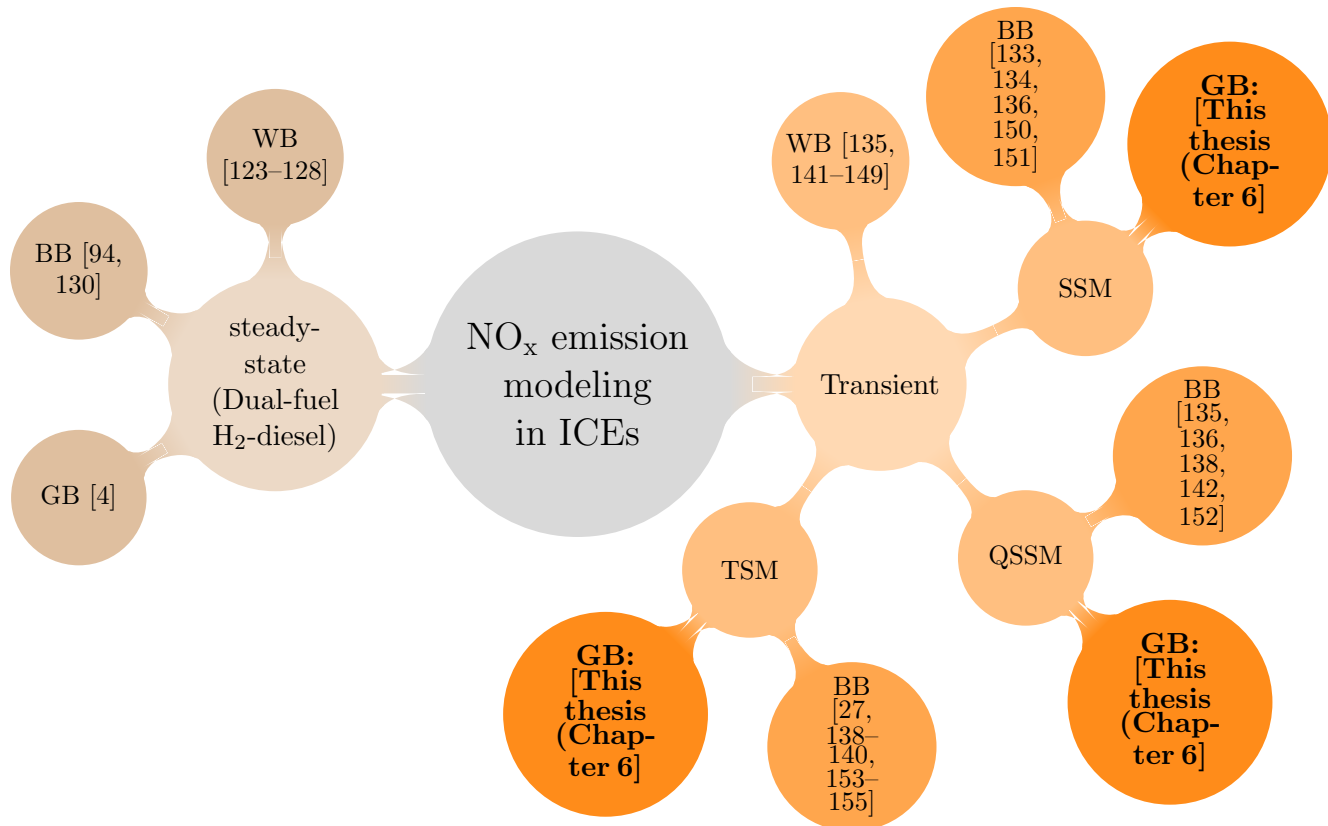 NOx emission
modeling
in ICEs
steady-
state
(Dual-fuel
H2-diesel)
WB
[123–128]
BB [94,
130]
GB [4]
Transient
WB [135,
141–149]
SSM
BB
[133,
134,
136,
150,
151]
GB:
[This
thesis
(Chap-
ter 6]
QSSM
BB
[135,
136,
138,
142,
152]
GB:
[This
thesis
(Chap-
ter 6]
TSM
GB:
[This
thesis
(Chap-
ter 6]
BB
[27,
138–
140,
153–
155]